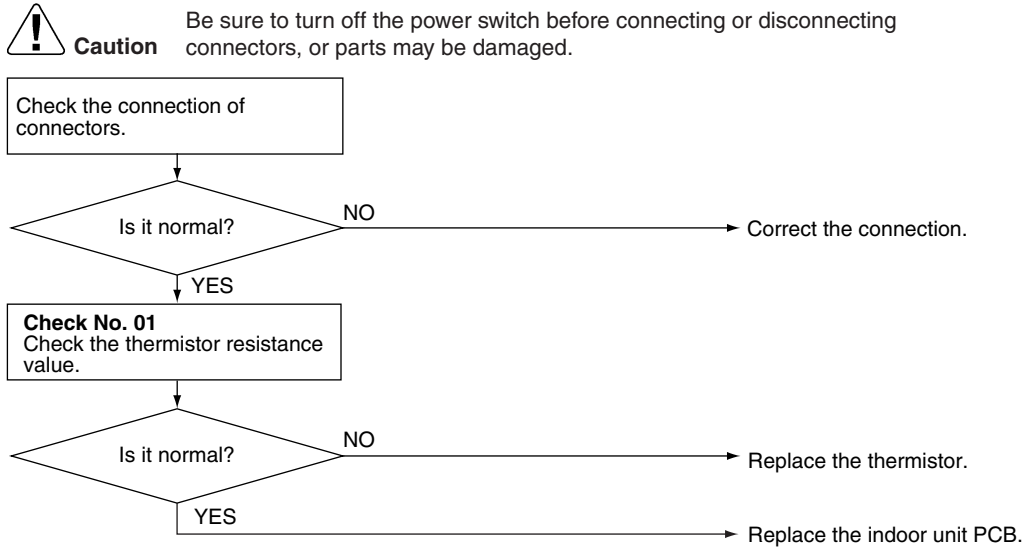 Be sure to turn off the power switch before connecting or disconnecting
Caution connectors, or parts may be damaged.
Check the connection of
connectors.
Is it normal?
NO
Correct the connection.
YES
Check No. 01
Check the thermistor resistance
value.
Is it normal?
NO
Replace the thermistor.
YES
Replace the indoor unit PCB.